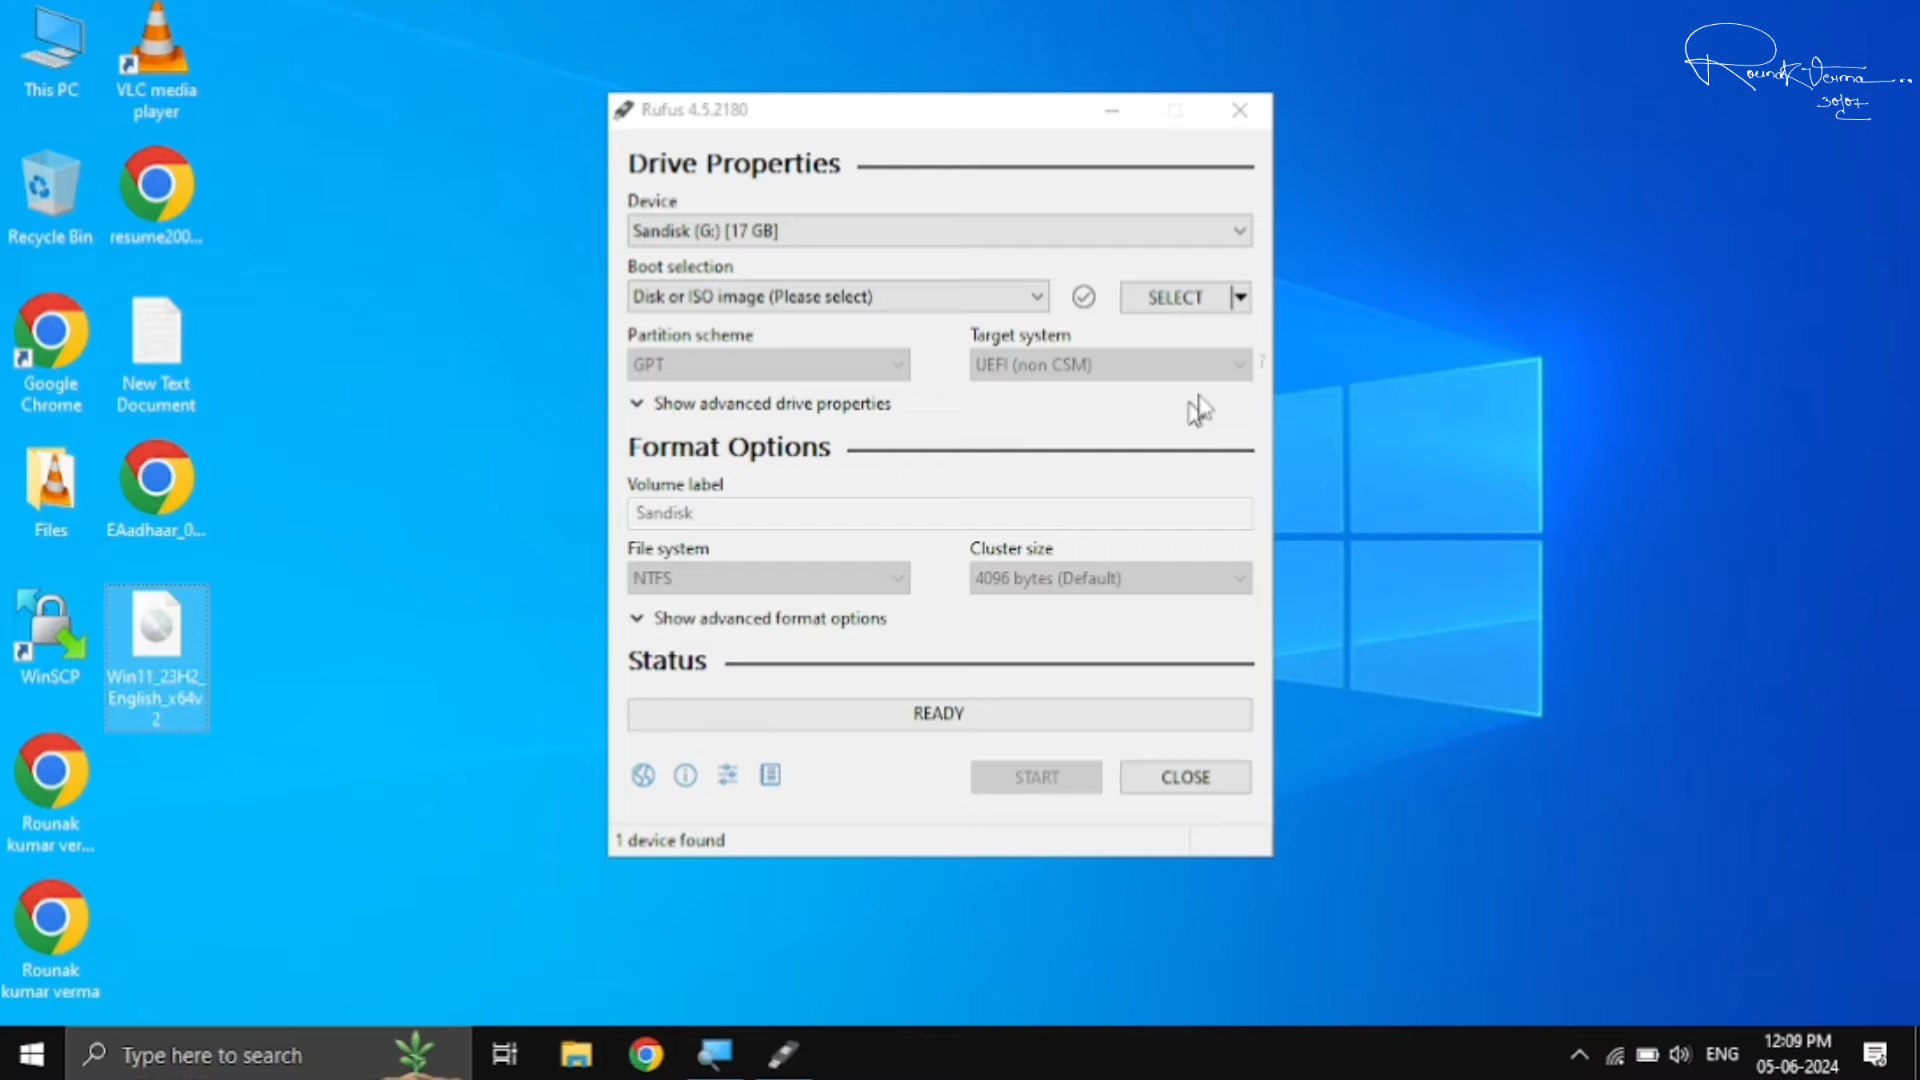 Rounak Verma...
30/07
This PC
VLC media
player
Recycle Bin
resume200...
Google
Chrome
New Text
Document
Files
EAadhaar_0...
WinSCP
Win11_23H2_
English_x64v
2
Rounak
kumar ver...
Rounak
kumar verma
Rufus 4.5.2180
Drive Properties
Device
Sandisk (G:) [17 GB]
Boot selection
Disk or ISO image (Please select)
SELECT
Partition scheme
Target system
GPT
UEFI (non CSM)
?
Show advanced drive properties
Format Options
Volume label
Sandisk
File system
Cluster size
NTFS
4096 bytes (Default)
Show advanced format options
Status
READY
START
CLOSE
1 device found
Type here to search
ENG
12:09 PM
05-06-2024